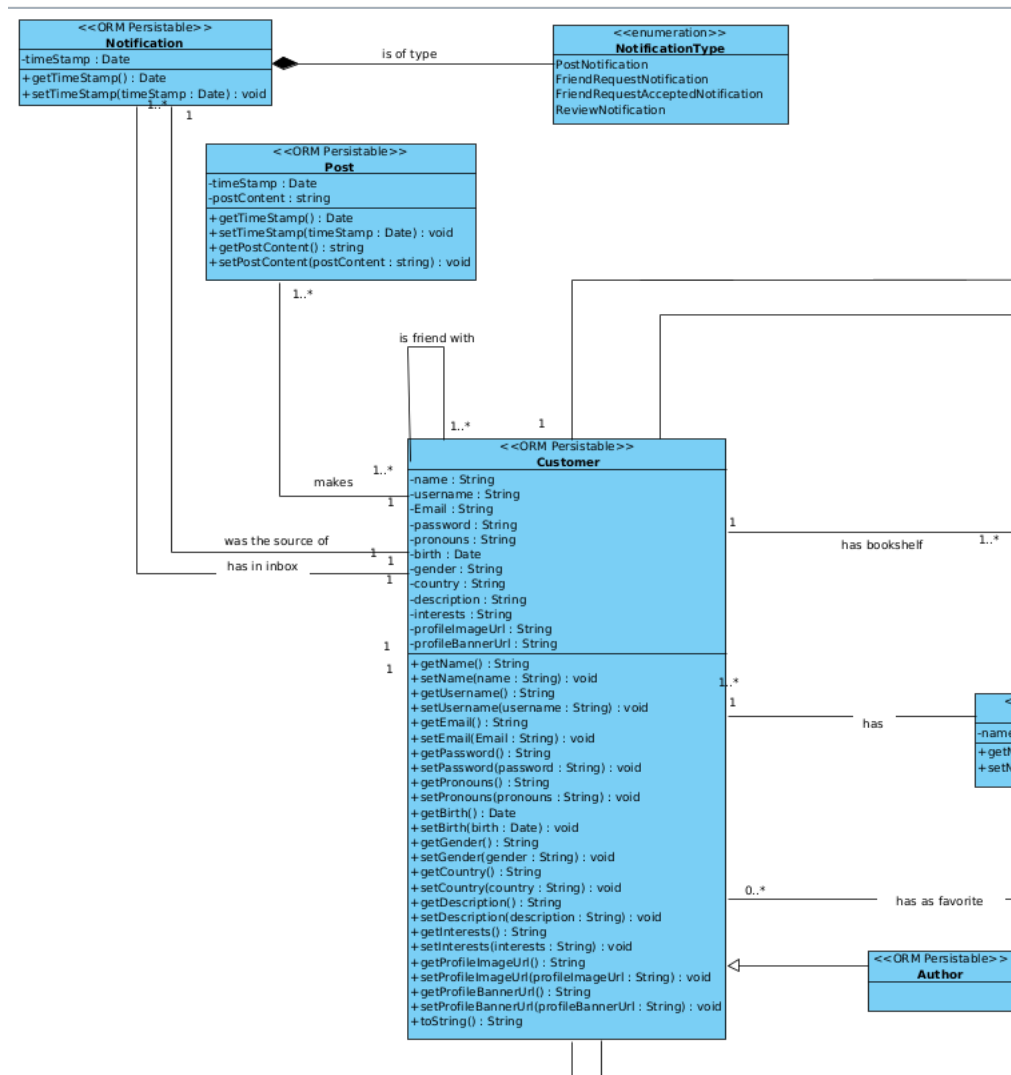 <<ORM Persistable>>
Notification
-timeStamp : Date
+getTimeStamp() : Date
+setTimeStamp(timeStamp : Date) : void
is of type
<<enumeration>>
NotificationType
PostNotification
FriendRequestNotification
FriendRequestAcceptedNotification
ReviewNotification
1..*
1
<<ORM Persistable>>
Post
-timeStamp : Date
-postContent : string
+getTimeStamp() : Date
+setTimeStamp(timeStamp : Date) : void
+getPostContent() : string
+setPostContent(postContent : string) : void
1..*
is friend with
1..*
1
1..*
makes
1
was the source of
1
1
has in inbox
1
1
1
<<ORM Persistable>>
Customer
-name : String
-username : String
-Email : String
-password : String
-pronouns : String
-birth : Date
-gender : String
-country : String
-description : String
-interests : String
-profileImageUrl : String
-profileBannerUrl : String
+getName() : String
+setName(name : String) : void
+getUsername() : String
+setUsername(username : String) : void
+getEmail() : String
+setEmail(Email : String) : void
+getPassword() : String
+setPassword(password : String) : void
+getPronouns() : String
+setPronouns(pronouns : String) : void
+getBirth() : Date
+setBirth(birth : Date) : void
+getGender() : String
+setGender(gender : String) : void
+getCountry() : String
+setCountry(country : String) : void
+getDescription() : String
+setDescription(description : String) : void
+getInterests() : String
+setInterests(interests : String) : void
+getProfileImageUrl() : String
+setProfileImageUrl(profileImageUrl : String) : void
+getProfileBannerUrl() : String
+setProfileBannerUrl(profileBannerUrl : String) : void
+toString() : String
1
has bookshelf
1..*
1..*
1
has
-name
0..*
has as favorite
<<ORM Persistable>>
Author